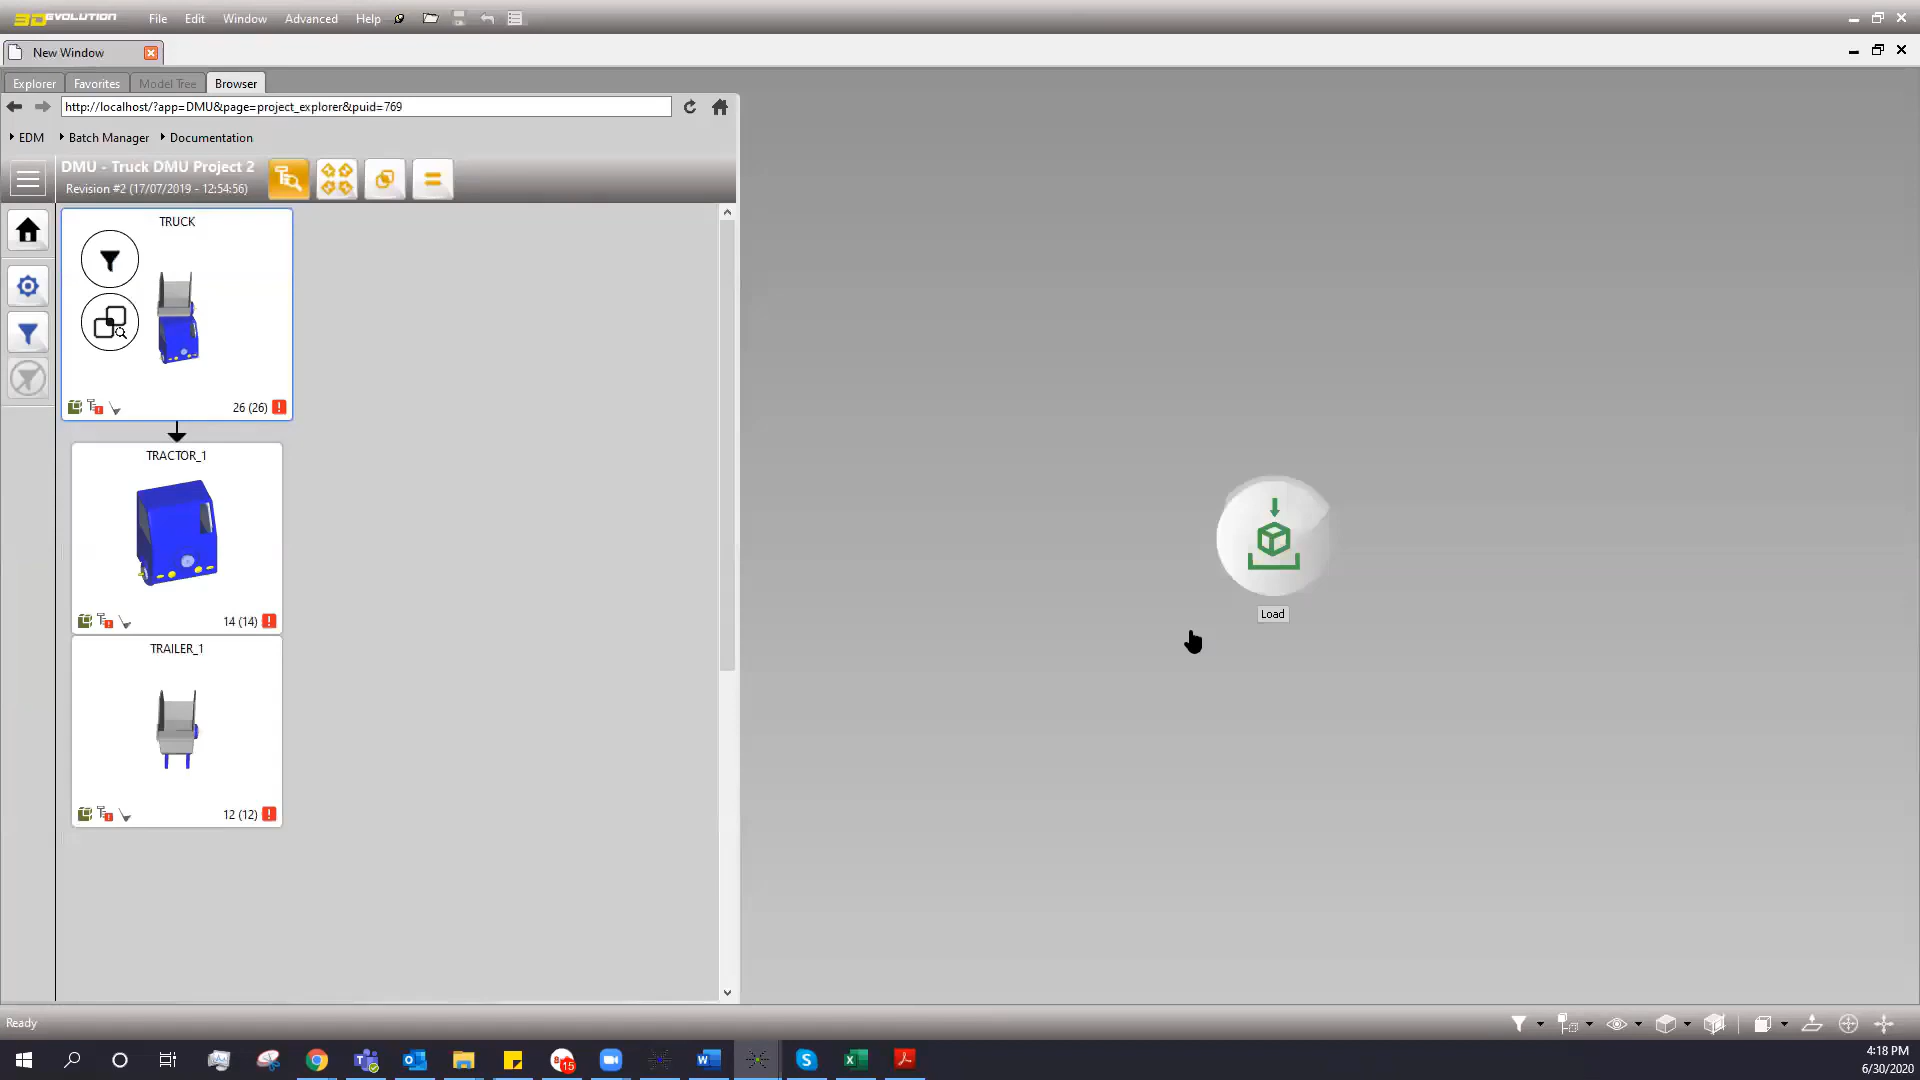 3DEVOLUTION File Edit Window Advanced Help
New Window
Explorer Favorites Model Tree Browser
http://localhost/?app=DMU&page=project_explorer&puid=769
EDM Batch Manager Documentation
DMU - Truck DMU Project 2
Revision #2 (17/07/2019 - 12:54:56)
TRUCK
26 (26)
TRACTOR_1
14 (14)
TRAILER_1
12 (12)
Load
Ready
15
4:18 PM
6/30/2020